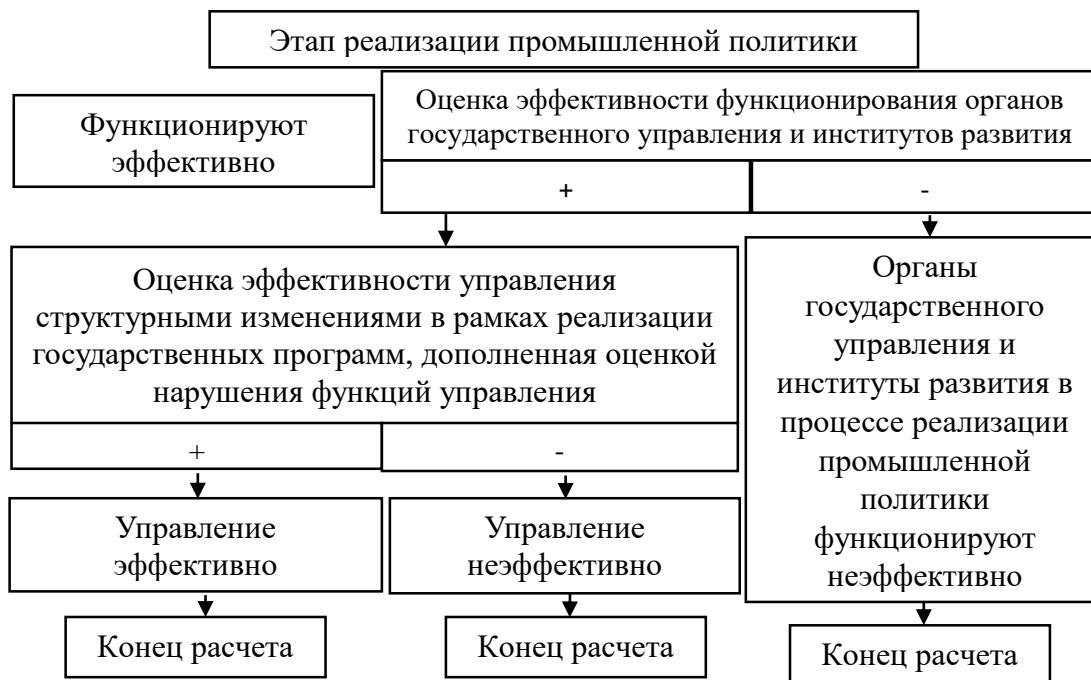 Этап реализации промышленной политики
Функционируют
эффективно
Оценка эффективности функционирования органов
государственного управления и институтов развития
+
-
Оценка эффективности управления
структурными изменениями в рамках реализации
государственных программ, дополненная оценкой
нарушения функций управления
+
-
Органы
государственного
управления и
институты развития в
процессе реализации
промышленной
политики
функционируют
неэффективно
Управление
эффективно
Управление
неэффективно
Конец расчета
Конец расчета
Конец расчета